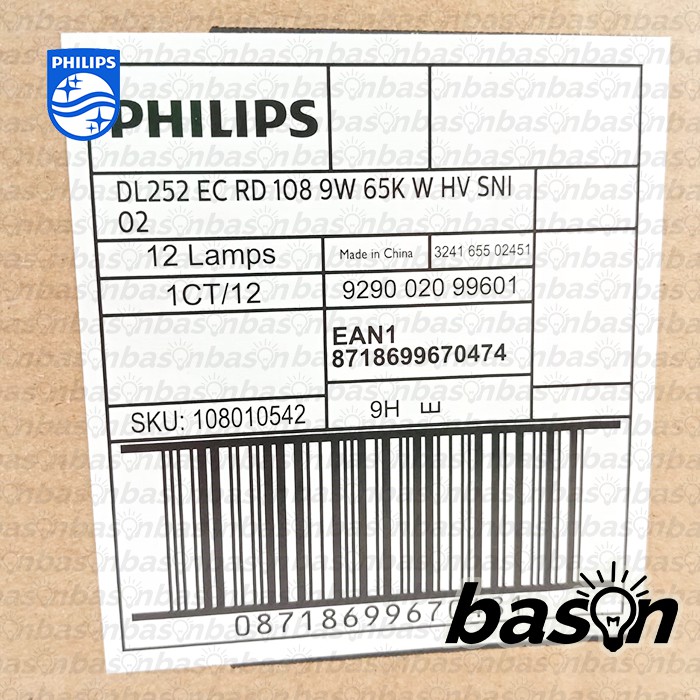 PHILIPS
PHILIPS
DL252 EC RD 108 9W 65K W HV SNI
02
12 Lamps
Made in China
3241 655 02451
1CT/12
9290 020 99601
EAN1
8718699670474
SKU: 108010542
9H E
basn